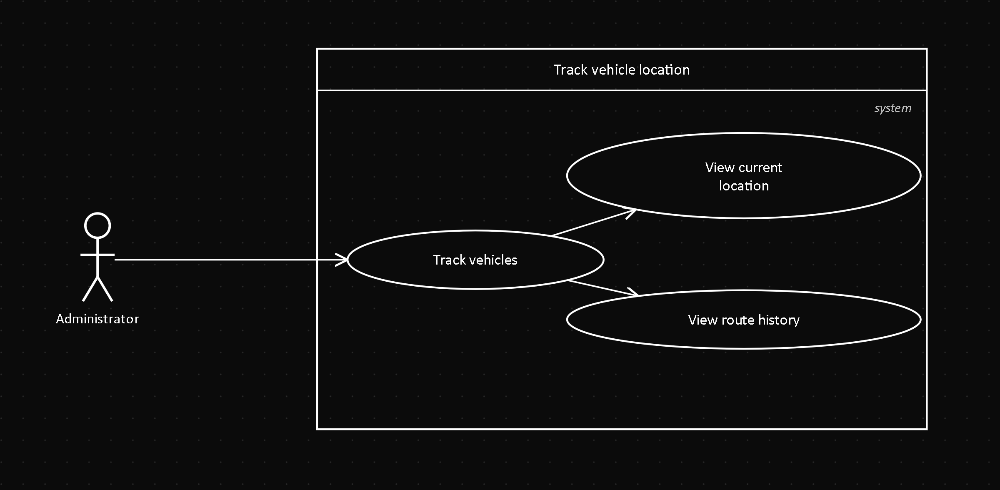 Track vehicle location
system
View current
location
Track vehicles
Administrator
View route history